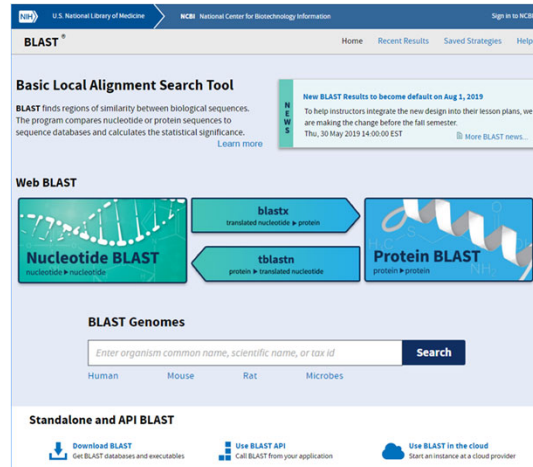 NIH U.S. National Library of Medicine NCBI National Center for Biotechnology Information Sign in to NCBI
BLAST ® Home Recent Results Saved Strategies Help
Basic Local Alignment Search Tool
BLAST finds regions of similarity between biological sequences.
The program compares nucleotide or protein sequences to
sequence databases and calculates the statistical significance.
Learn more
NEWS
New BLAST Results to become default on Aug 1, 2019
To help instructors integrate the new design into their lesson plans, we
are making the change before the fall semester.
Thu, 30 May 2019 14:00:00 EST
More BLAST news...
Web BLAST
Nucleotide BLAST
nucleotide ▶ nucleotide
blastx
translated nucleotide ▶ protein
tblastn
protein ▶ translated nucleotide
Protein BLAST
protein ▶ protein
BLAST Genomes
Enter organism common name, scientific name, or tax id
Search
Human Mouse Rat Microbes
Standalone and API BLAST
Download BLAST
Get BLAST databases and executables
Use BLAST API
Call BLAST from your application
Use BLAST in the cloud
Start an instance at a cloud provider